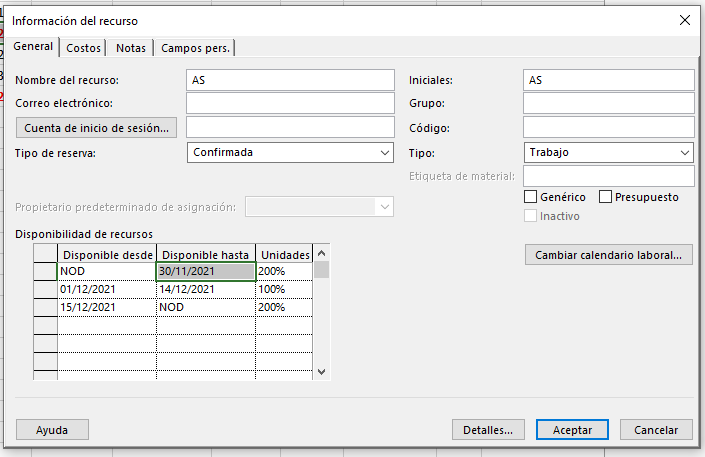 Información del recurso
General Costos Notas Campos pers.
Nombre del recurso: AS Iniciales: AS
Correo electrónico: Grupo:
Cuenta de inicio de sesión... Código:
Tipo de reserva: Confirmada Tipo: Trabajo
Etiqueta de material:
Genérico Presupuesto
Propietario predeterminado de asignación:
Inactivo
Disponibilidad de recursos
Disponible desde Disponible hasta Unidades Cambiar calendario laboral...
NOD 30/11/2021 200%
01/12/2021 14/12/2021 100%
15/12/2021 NOD 200%
Ayuda Detalles... Aceptar Cancelar